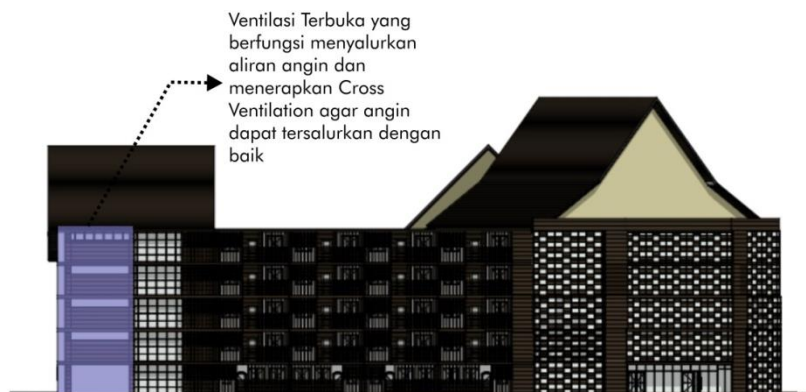 Ventilasi Terbuka yang
berfungsi menyalurkan
aliran angin dan
menerapkan Cross
Ventilation agar angin
dapat tersalurkan dengan
baik